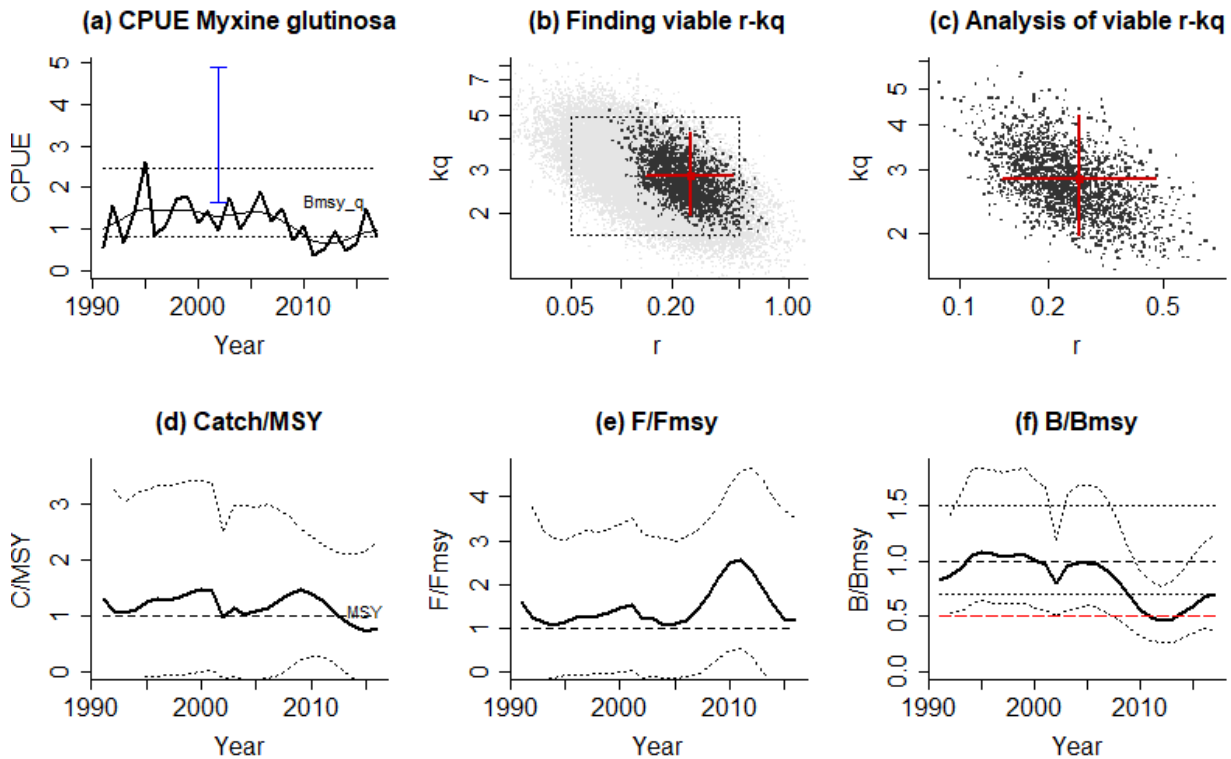 (a) CPUE Myxine glutinosa
CPUE
5
4
3
2
1
0
Bmsy_q
1990 2000 2010
Year
(b) Finding viable r-kq
kq
7
5
3
2
0.05 0.20 1.00
r
(c) Analysis of viable r-kq
kq
5
4
3
2
0.1 0.2 0.5
r
(d) Catch/MSY
C/MSY
3
2
1
0
MSY
1990 2000 2010
Year
(e) F/Fmsy
F/Fmsy
4
3
2
1
0
1990 2000 2010
Year
(f) B/Bmsy
B/Bmsy
1.5
1.0
0.5
0.0
1990 2000 2010
Year